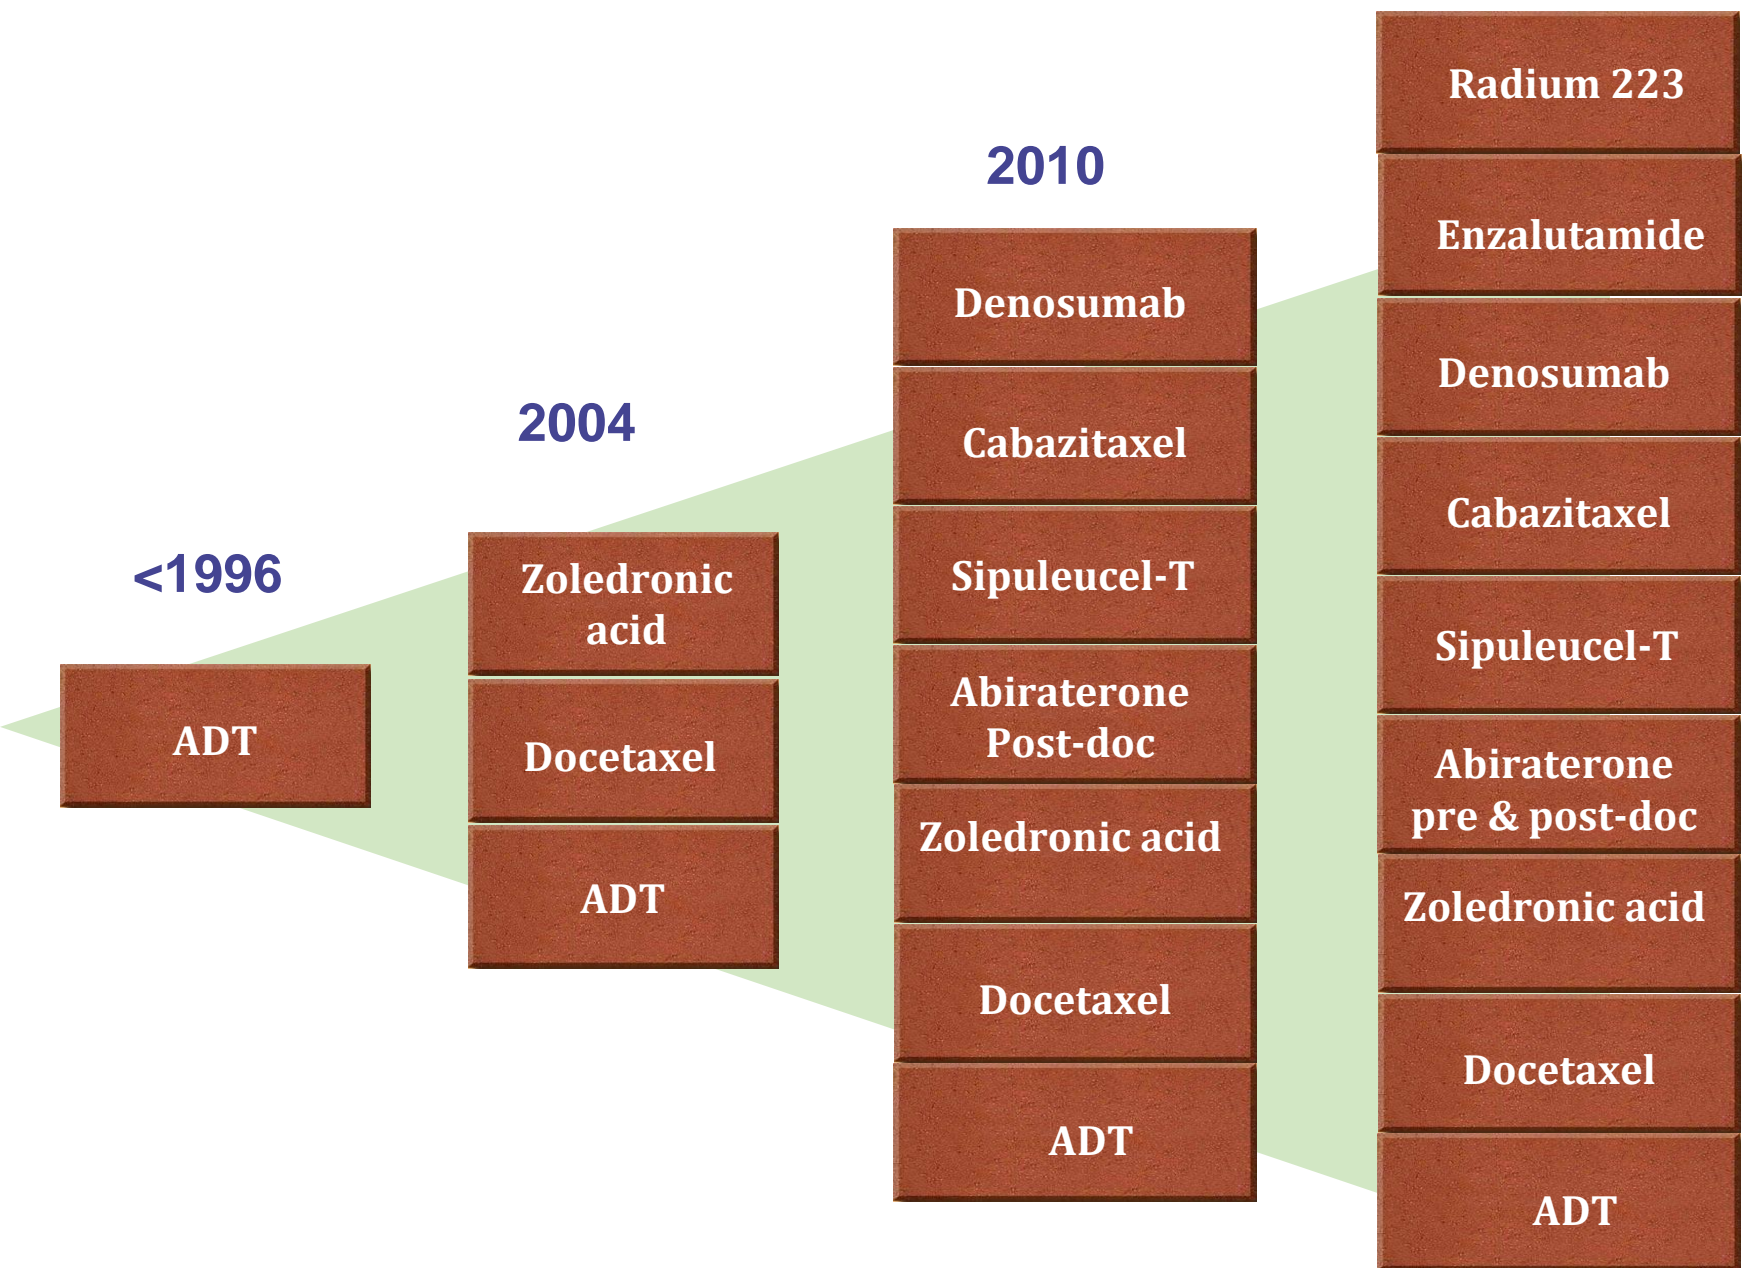 <1996
ADT
2004
Zoledronic
acid
Docetaxel
ADT
2010
Denosumab
Cabazitaxel
Sipuleucel-T
Abiraterone
Post-doc
Zoledronic acid
Docetaxel
ADT
Radium 223
Enzalutamide
Denosumab
Cabazitaxel
Sipuleucel-T
Abiraterone
pre & post-doc
Zoledronic acid
Docetaxel
ADT